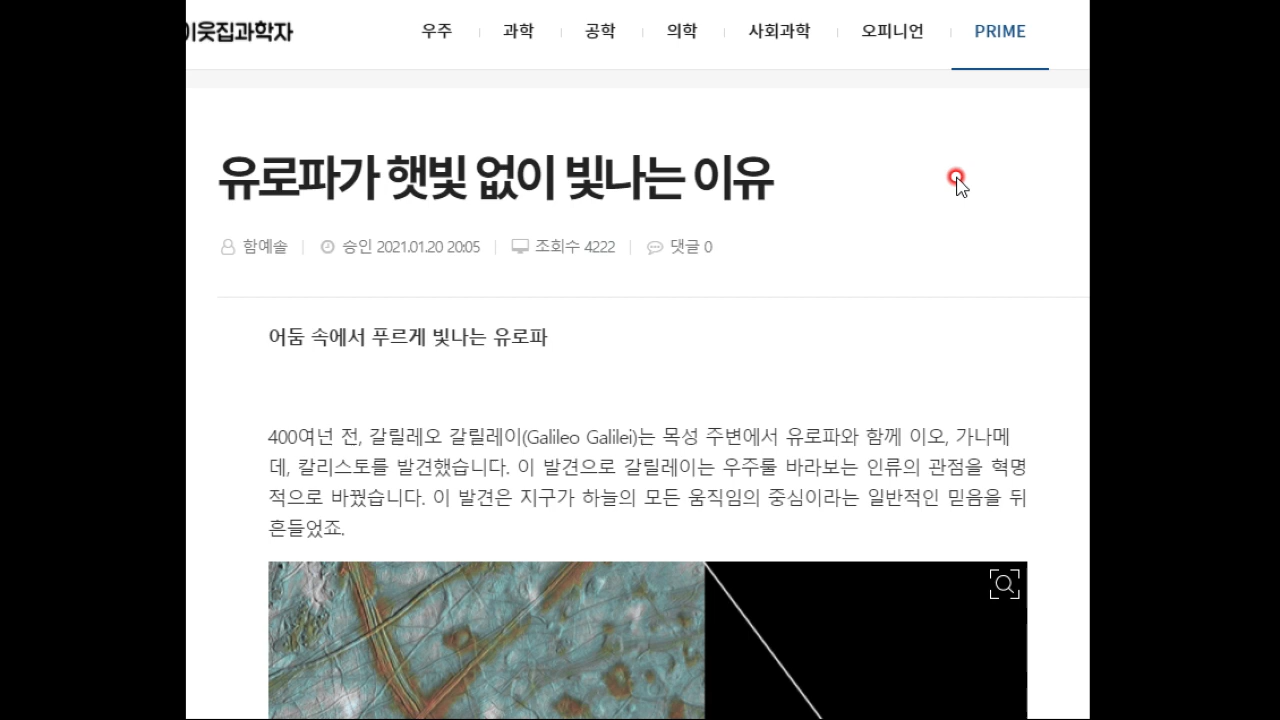 이웃집과학자
우주 과학 공학 의학 사회과학 오피니언 PRIME
유로파가 햇빛 없이 빛나는 이유
함예솔 승인 2021.01.20 20:05 조회수 4222 댓글 0
어둠 속에서 푸르게 빛나는 유로파
400여년 전, 갈릴레오 갈릴레이(Galileo Galilei)는 목성 주변에서 유로파와 함께 이오, 가니메
데, 칼리스토를 발견했습니다. 이 발견으로 갈릴레이는 우주를 바라보는 인류의 관점을 혁명
적으로 바꿨습니다. 이 발견은 지구가 하늘의 모든 움직임의 중심이라는 일반적인 믿음을 뒤
흔들었죠.